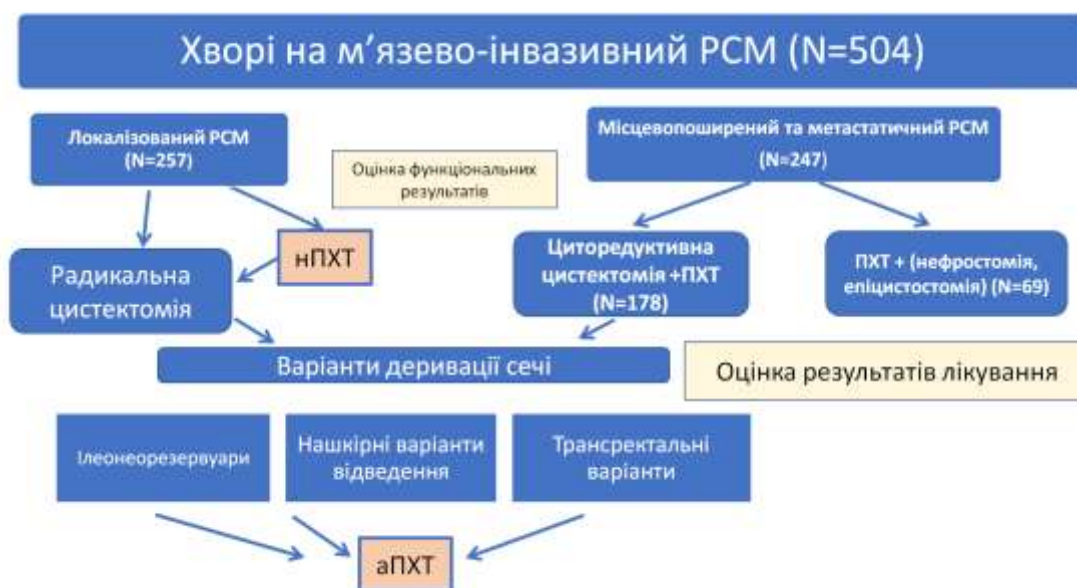 Хворі на м’язево-інвазивний РСМ (N=504)
Локалізований РСМ
(N=257)
Оцінка функціональних
результатів
Місцевопоширений та метастатичний РСМ
(N=247)
нПХТ
Радикальна
цистектомія
Циторедуктивна
цистектомія +ПХТ
(N=178)
ПХТ + (нефростомія,
епіцистостомія) (N=69)
Варіанти деривації сечі
Оцінка результатів лікування
Ілеонеорезервуари
Нашкірні варіанти
відведення
Трансректальні
варіанти
аПХТ